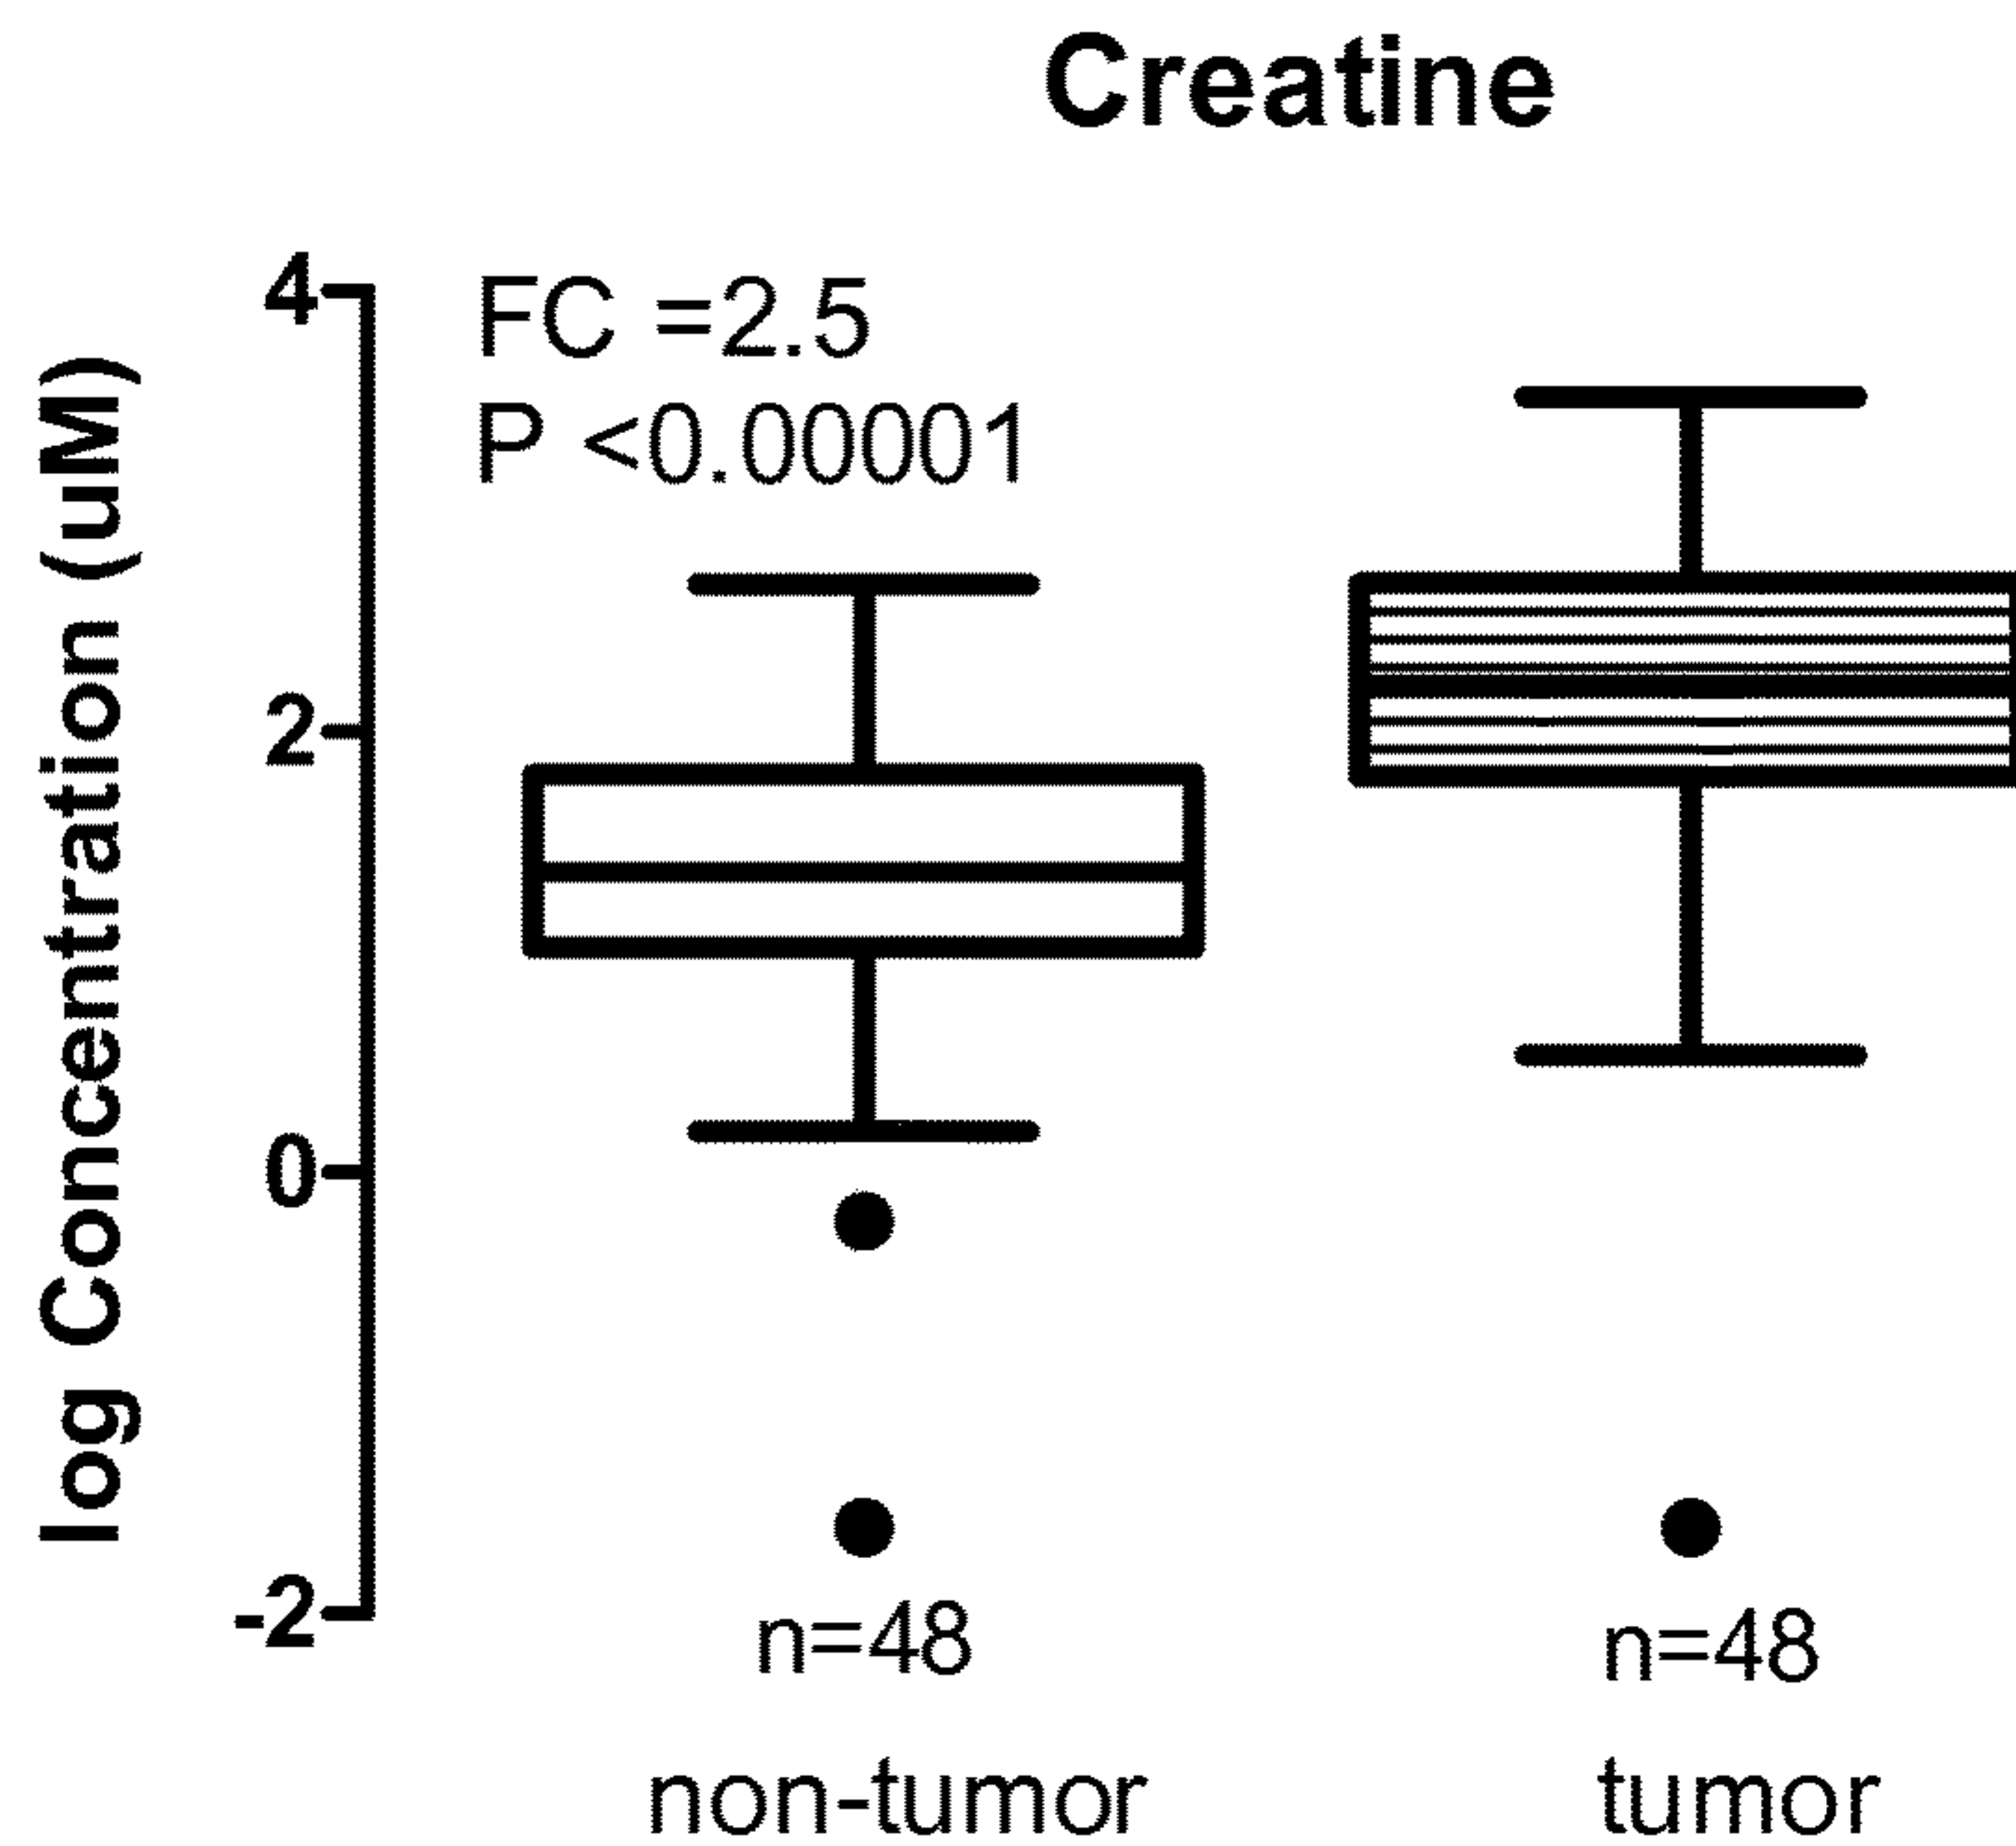 Creatine
log Concentration (uM)
4
2
0
-2
FC =2.5
P <0.00001
n=48
n=48
non-tumor
tumor